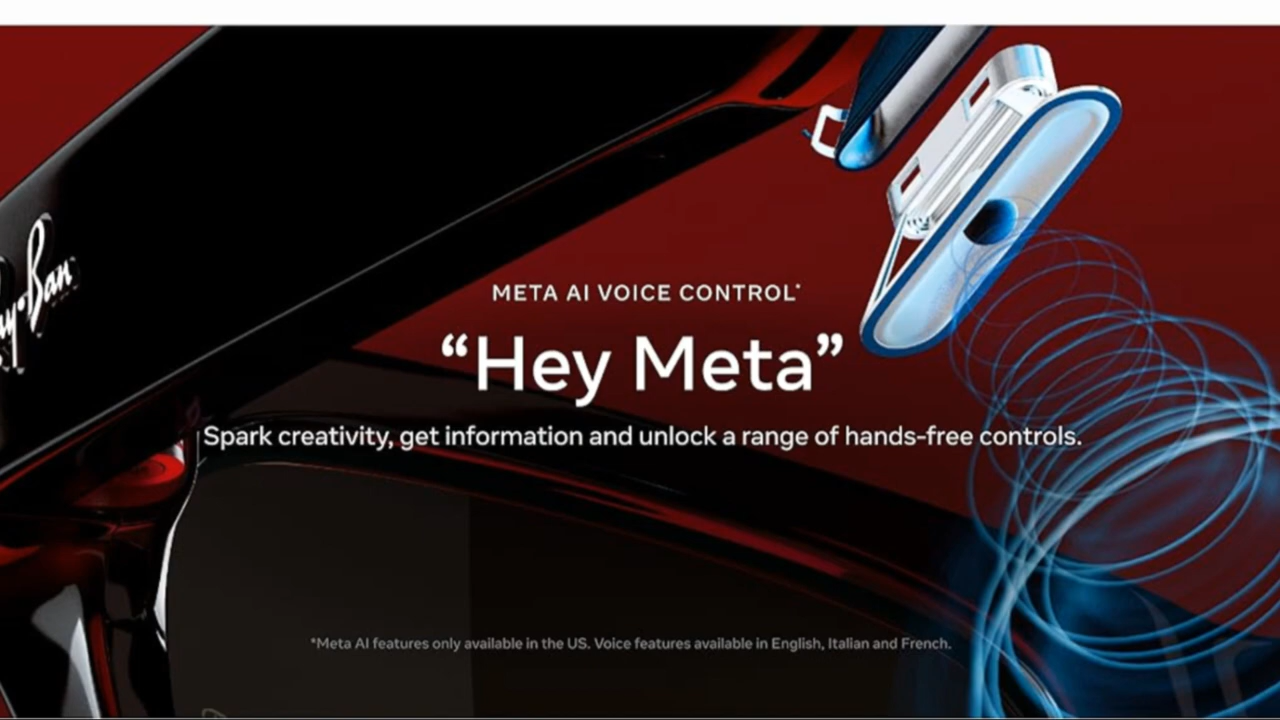 Ban
META AI VOICE CONTROL*
“Hey Meta”
Spark creativity, get information and unlock a range of hands-free controls.
*Meta AI features only available in the US. Voice features available in English, Italian and French.